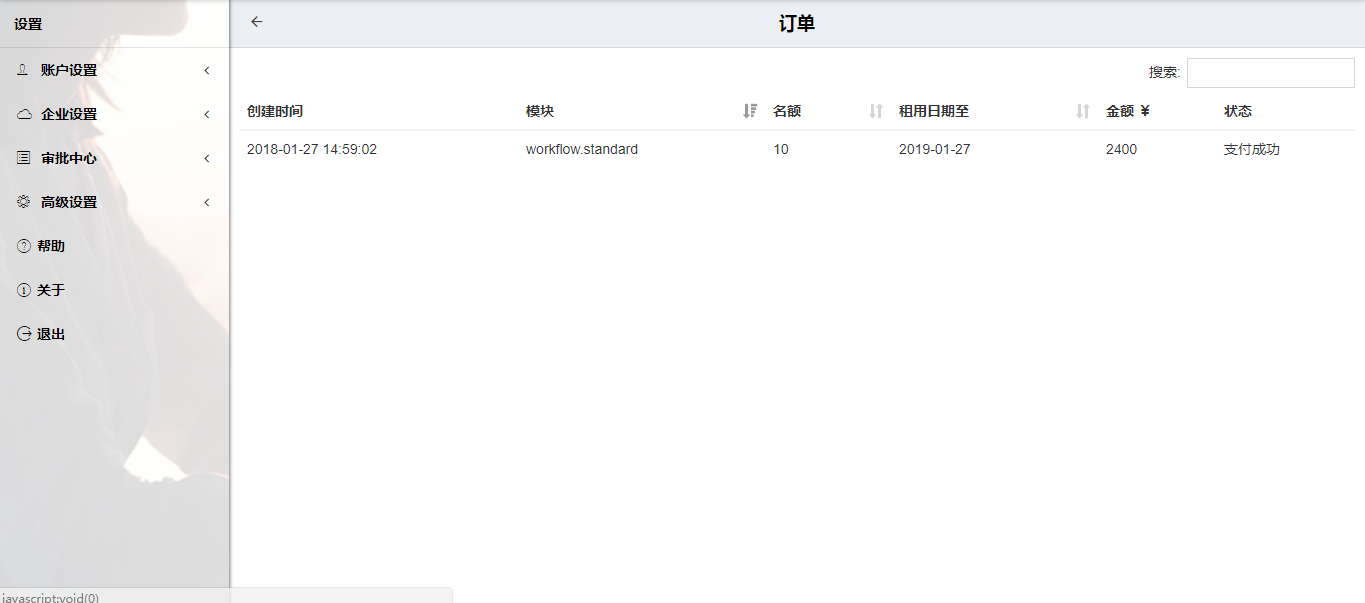 设置
账户设置
企业设置
审批中心
高级设置
帮助
关于
退出
订单
搜索:
创建时间 模块 名额 租用日期至 金额 ¥ 状态
2018-01-27 14:59:02 workflow.standard 10 2019-01-27 2400 支付成功
javascript:void(0)